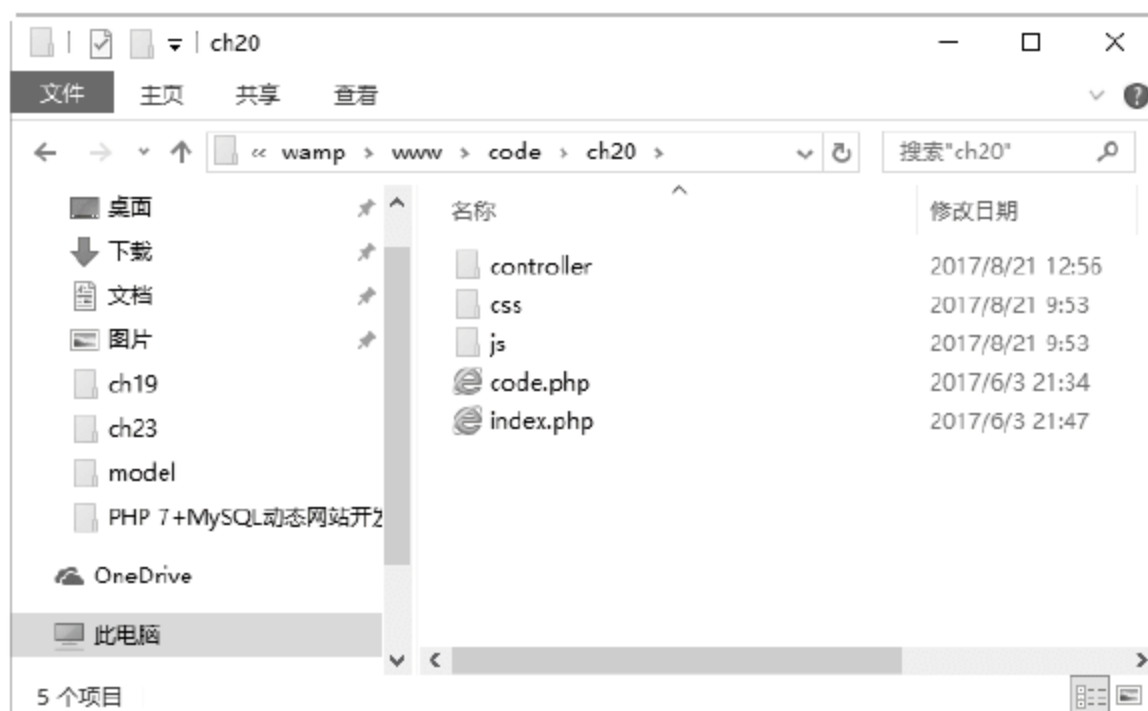 ch20
文件 主页 共享 查看
« wamp > www > code > ch20 > 搜索"ch20"
桌面
下载
文档
图片
ch19
ch23
model
PHP 7+MySQL动态网站开发
OneDrive
此电脑
名称 修改日期
controller 2017/8/21 12:56
css 2017/8/21 9:53
js 2017/8/21 9:53
code.php 2017/6/3 21:34
index.php 2017/6/3 21:47
5 个项目